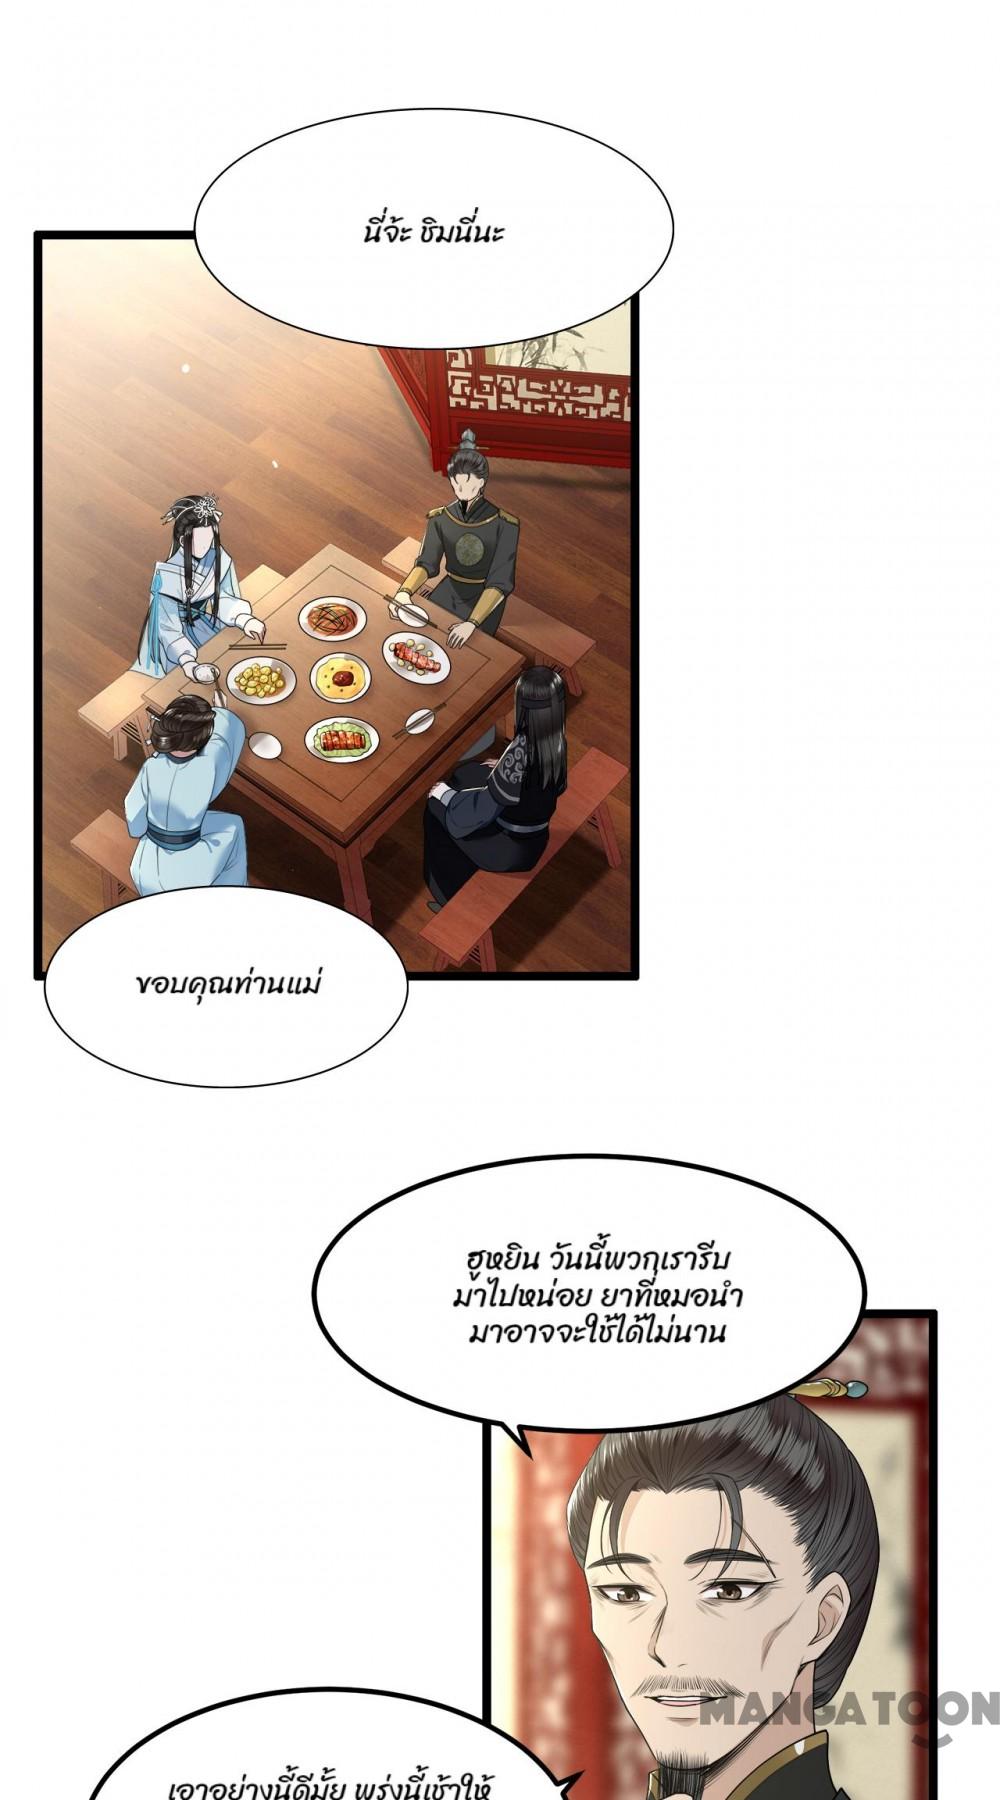 นี่จ้ะ ชิมนี่นะ
ขอบคุณท่านแม่
ฮูหยิน วันนี้พวกเรารีบ
มาไปหน่อย ยาที่หมอนำ
มาอาจจะใช้ได้ไม่นาน
MANGATOON
เอาอย่างนี้ดีมั้ย พรุ่งนี้เช้าให้